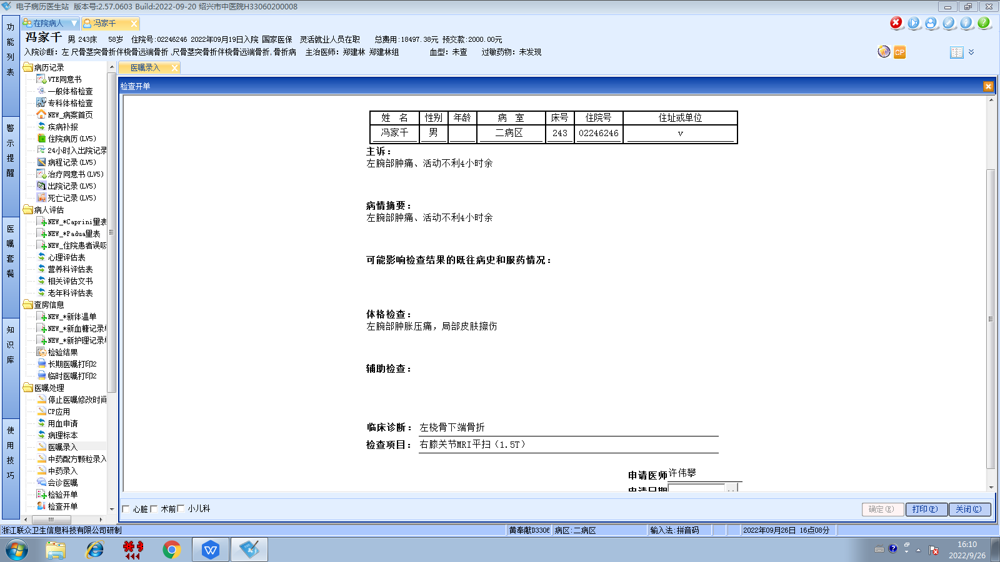 电子病历医生站 版本号:2.57.0603 Build:2022-09-20 绍兴市中医院H33060200008
在院病人
冯家千
冯家千 男 243床 58岁 住院号:02246246 2022年09月19日入院 国家医保 灵活就业人员在职 总费用:18497.38元 预交款:2000.00元
入院诊断: 左 尺骨茎突骨折伴桡骨远端骨折 ,尺骨茎突骨折伴桡骨远端骨折, 骨折病 主治医师: 郑建林 郑建林组 血型: 未查 过敏药物: 未发现
CP
功能列表
警示提醒
医嘱套餐
知识库
使用技巧
病历记录
VTE同意书
一般体格检查
专科体格检查
NEW_病案首页
疾病补报
住院病历(LV5)
24小时入出院记录
病程记录(LV5)
治疗同意书(LV5)
出院记录(LV5)
死亡记录(LV5)
病人评估
NEW_*Caprini量表
NEW_*Padua量表
NEW_住院患者误吸
心理评估表
营养科评估表
相关评估文书
老年科评估表
查房信息
NEW_*新体温单
NEW_*新血糖记录单
NEW_*新护理记录单
检验结果
长期医嘱打印2
临时医嘱打印2
医嘱处理
停止医嘱修改时间
CP应用
用血申请
病理标本
医嘱录入
中药配方颗粒录入
中药录入
会诊医嘱
检验开单
检查开单
医嘱录入
检查开单
姓 名 性别 年龄 病 室 床号 住院号 住址或单位
冯家千 男 二病区 243 02246246 v
主诉:
左腕部肿痛、活动不利4小时余
病情摘要:
左腕部肿痛、活动不利4小时余
可能影响检查结果的既往病史和服药情况:
体格检查:
左腕部肿胀压痛，局部皮肤擦伤
辅助检查:
临床诊断: 左桡骨下端骨折
检查项目: 右膝关节MRI平扫（1.5T）
申请医师 许伟攀
申请日期
心脏 术前 小儿科
确定(E) 打印(P) 关闭(C)
浙江联众卫生信息科技有限公司研制 黄奉献D3306 病区:二病区 输入法:拼音码 2022年09月26日 16点08分
16:10
2022/9/26